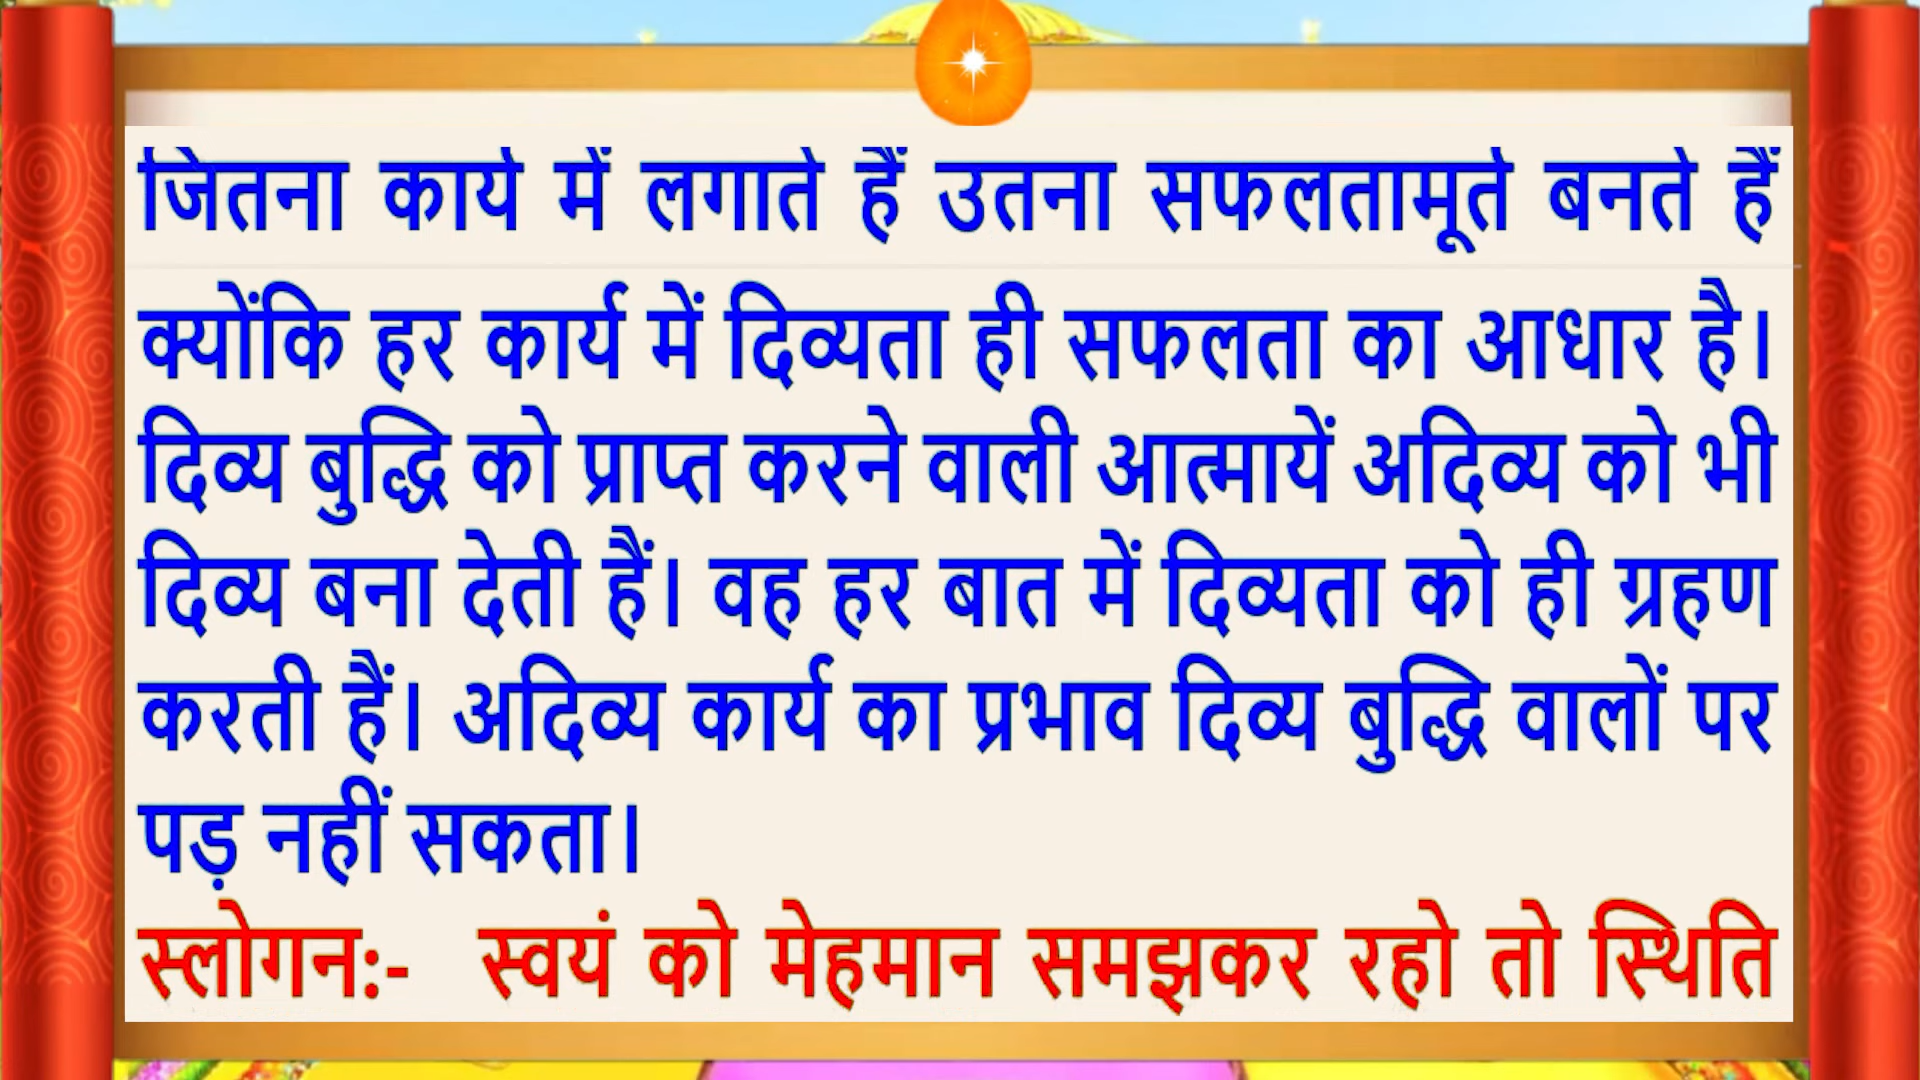 जितना कार्य में लगाते हैं उतना सफलतामूर्त बनते हैं
क्योंकि हर कार्य में दिव्यता ही सफलता का आधार है।
दिव्य बुद्धि को प्राप्त करने वाली आत्मायें अदिव्य को भी
दिव्य बना देती हैं। वह हर बात में दिव्यता को ही ग्रहण
करती हैं। अदिव्य कार्य का प्रभाव दिव्य बुद्धि वालों पर
पड़ नहीं सकता।
स्लोगन:- स्वयं को मेहमान समझकर रहो तो स्थिति